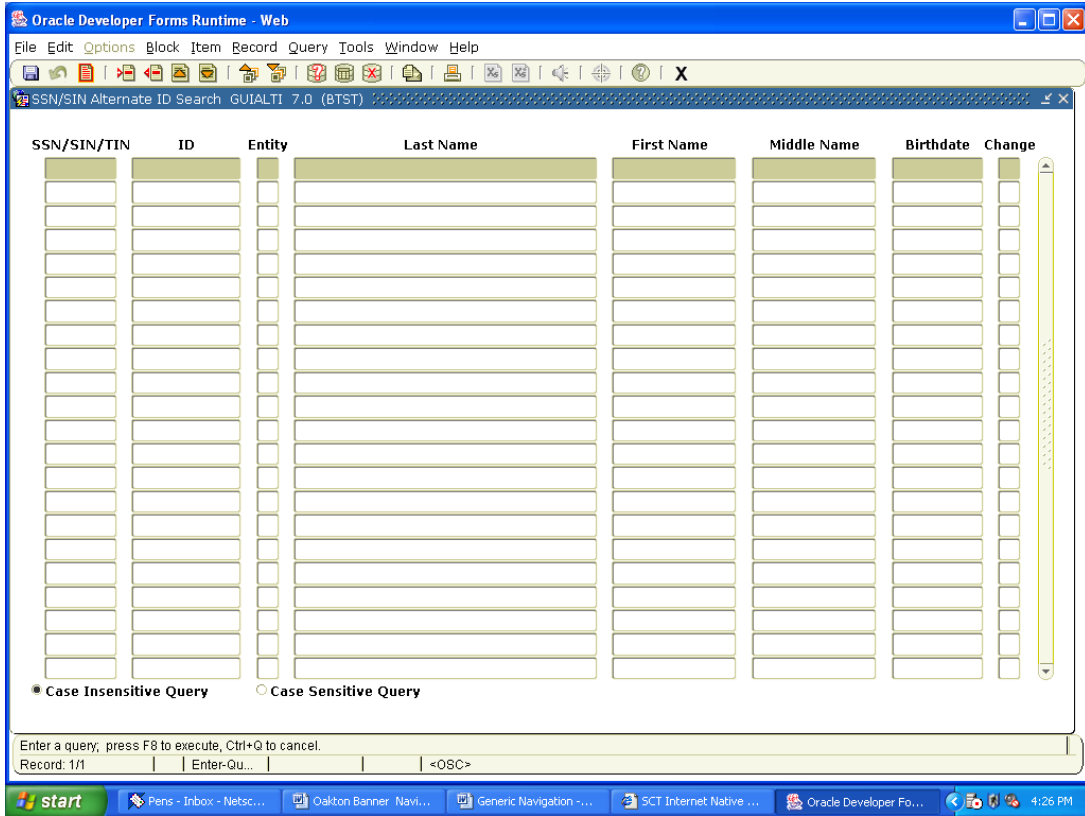 Oracle Developer Forms Runtime - Web
File Edit Options Block Item Record Query Tools Window Help
X
SSN/SIN Alternate ID Search GUIALTI 7.0 (BTST)
SSN/SIN/TIN ID Entity Last Name First Name Middle Name Birthdate Change
Case Insensitive Query Case Sensitive Query
Enter a query; press F8 to execute, Ctrl+Q to cancel.
Record: 1/1 Enter-Qu... <OSC>
start Pens - Inbox - Netsc... Oakton Banner Navi... Generic Navigation -... SCT Internet Native ... Oracle Developer Fo... 4:26 PM